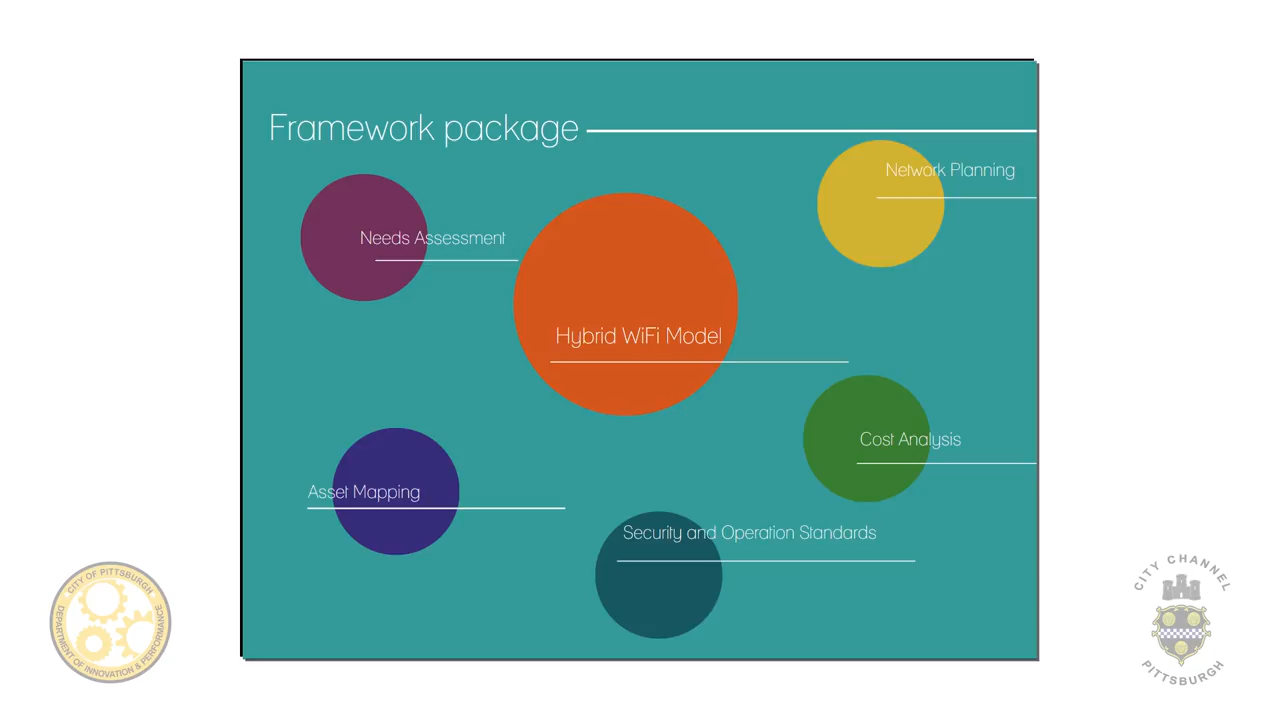 Framework package
Network Planning
Needs Assessment
Hybrid WiFi Model
Cost Analysis
Asset Mapping
Security and Operation Standards
CITY OF PITTSBURGH
DEPARTMENT OF INNOVATION & PERFORMANCE
CITY CHANNEL
PITTSBURGH